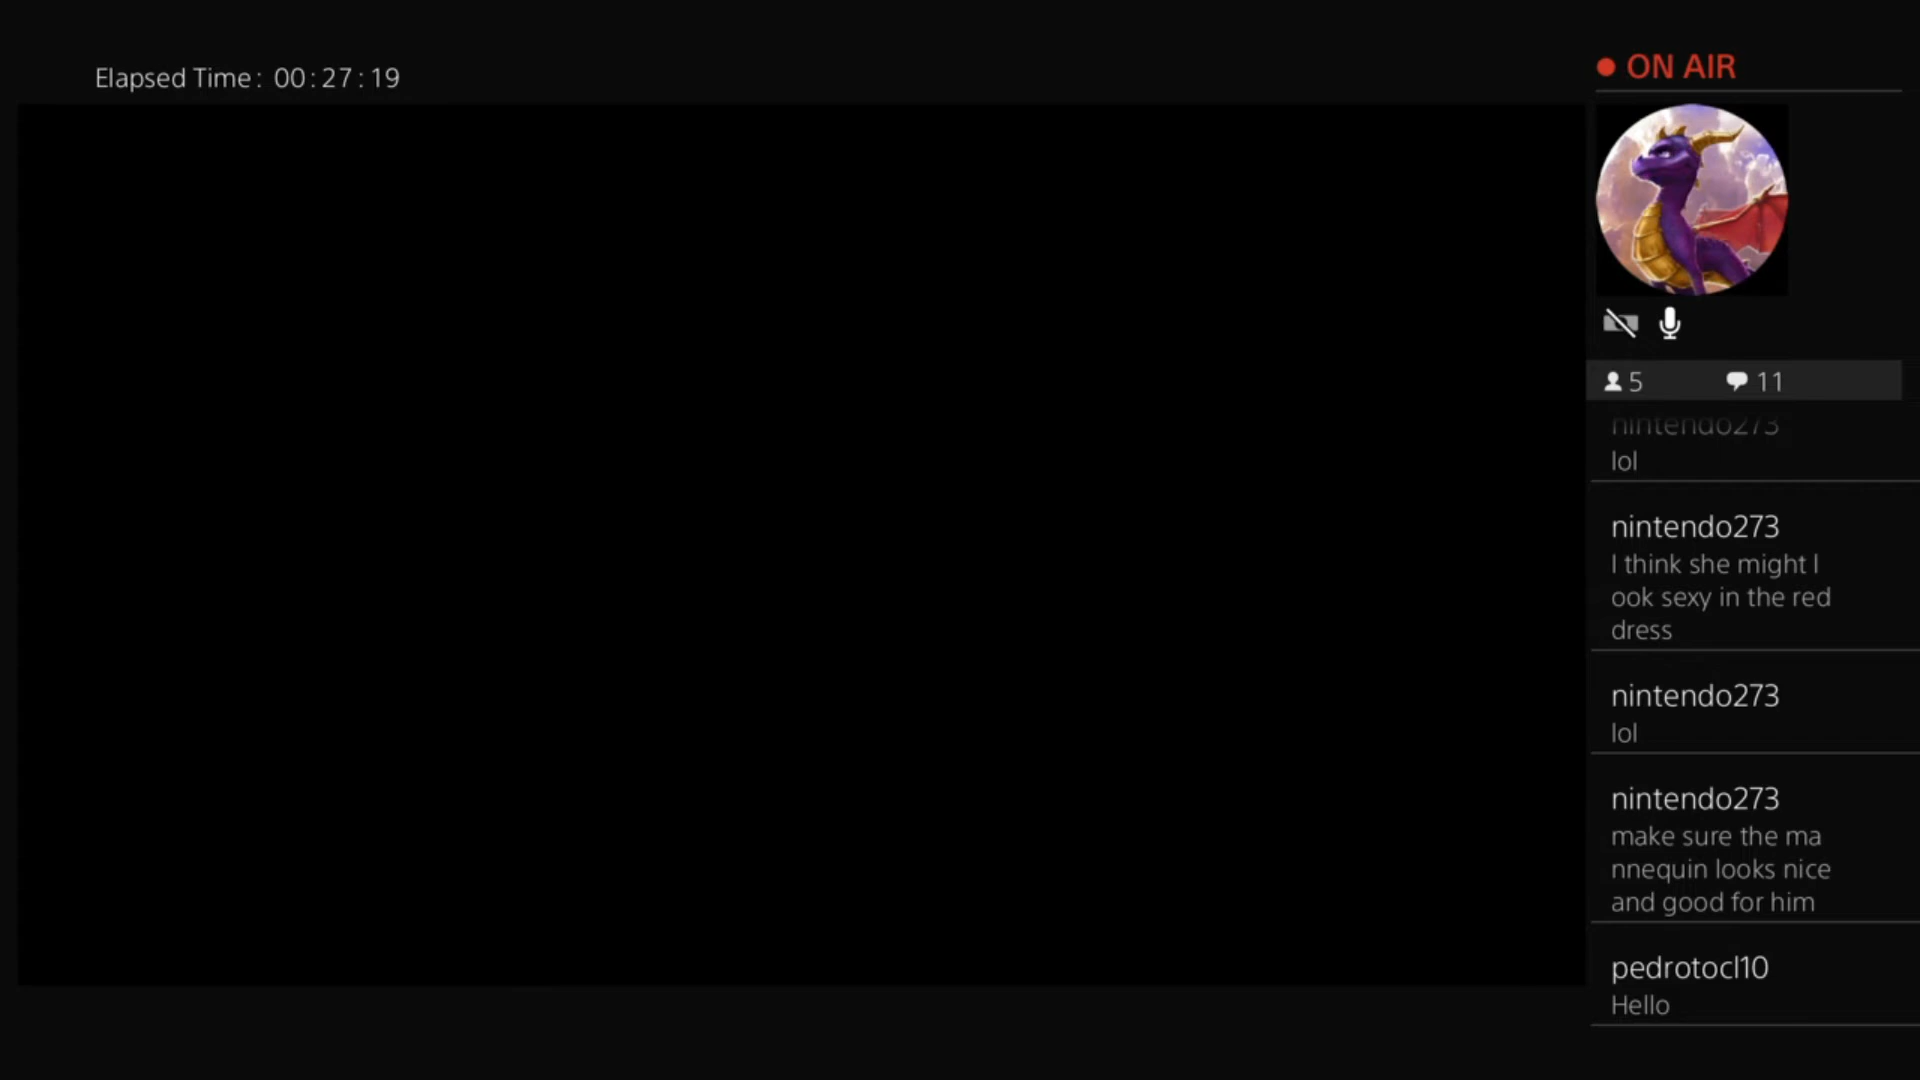 Elapsed Time: 00:27:19
ON AIR
5 11
nintendo273
lol
nintendo273
I think she might l
ook sexy in the red
dress
nintendo273
lol
nintendo273
make sure the ma
nnequin looks nice
and good for him
pedrotocl10
Hello